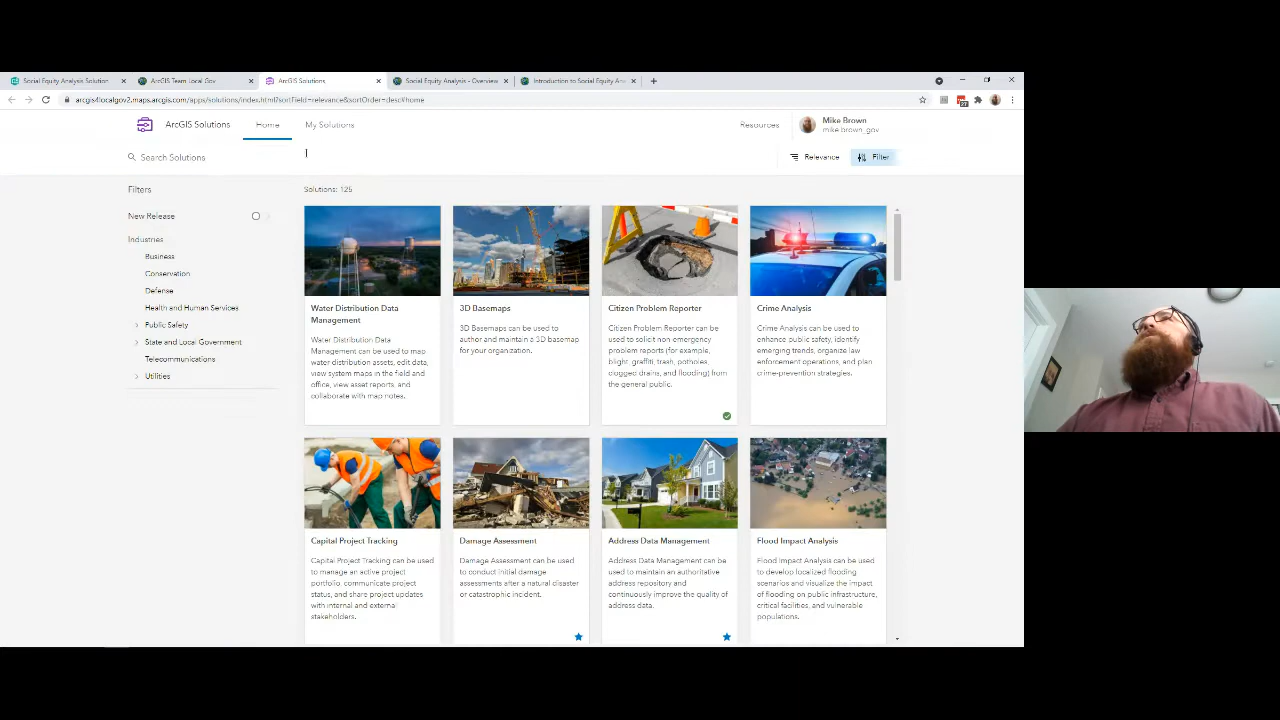 Social Equity Analysis Solution
ArcGIS Team Local Gov
ArcGIS Solutions
Social Equity Analysis - Overview
Introduction to Social Equity An
arcgis4localgov2.maps.arcgis.com/apps/solutions/index.html?sortField=relevance&sortOrder=desc#home
ArcGIS Solutions
Home
My Solutions
Resources
Mike Brown
mike.brown_gov
Search Solutions
Relevance
Filter
Filters
New Release
Industries
Business
Conservation
Defense
Health and Human Services
Public Safety
State and Local Government
Telecommunications
Utilities
Solutions: 125
Water Distribution Data
Management
Water Distribution Data
Management can be used to map
water distribution assets, edit data,
view system maps in the field and
office, view asset reports, and
collaborate with map notes.
3D Basemaps
3D Basemaps can be used to
author and maintain a 3D basemap
for your organization.
Citizen Problem Reporter
Citizen Problem Reporter can be
used to solicit non-emergency
problem reports (for example,
blight, graffiti, trash, potholes,
clogged drains, and flooding) from
the general public.
Crime Analysis
Crime Analysis can be used to
enhance public safety, identify
emerging trends, organize law
enforcement operations, and plan
crime-prevention strategies.
Capital Project Tracking
Capital Project Tracking can be used
to manage an active project
portfolio, communicate project
status, and share project updates
with internal and external
stakeholders.
Damage Assessment
Damage Assessment can be used
to conduct initial damage
assessments after a natural disaster
or catastrophic incident.
Address Data Management
Address Data Management can be
used to maintain an authoritative
address repository and
continuously improve the quality of
address data.
Flood Impact Analysis
Flood Impact Analysis can be used
to develop localized flooding
scenarios and visualize the impact
of flooding on public infrastructure,
critical facilities, and vulnerable
populations.